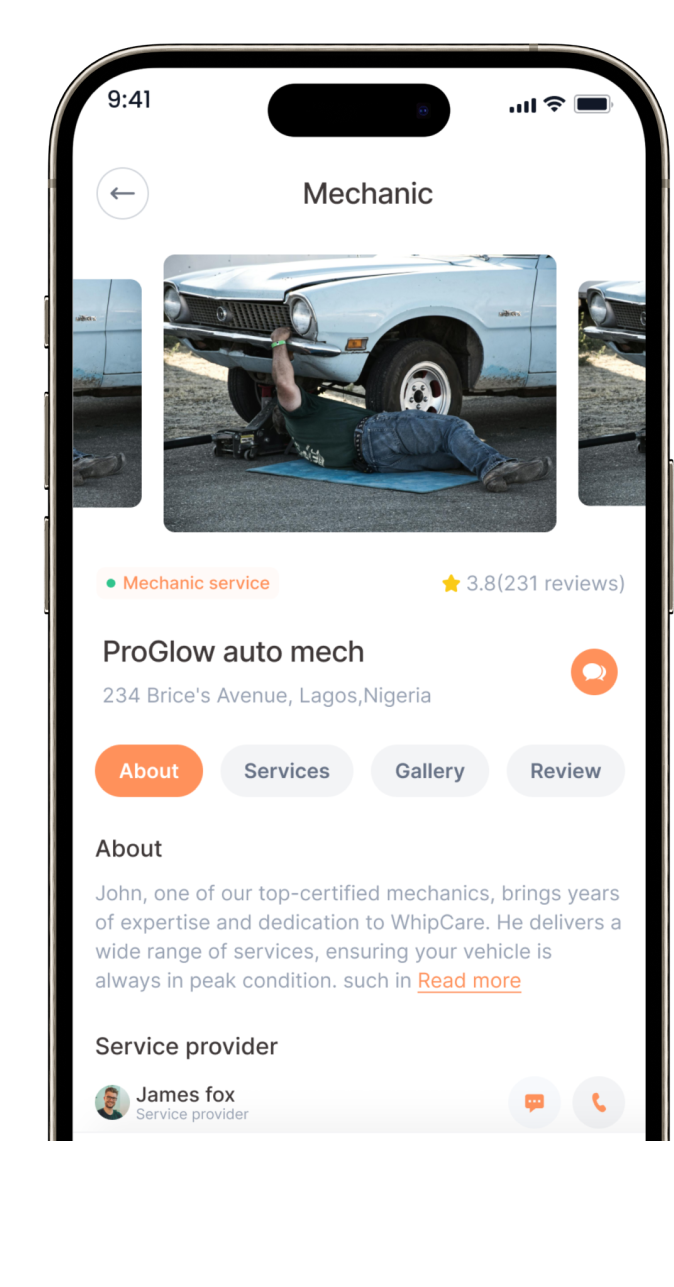 9:41
Mechanic
Mechanic service
3.8(231 reviews)
ProGlow auto mech
234 Brice's Avenue, Lagos,Nigeria
About
Services
Gallery
Review
About
John, one of our top-certified mechanics, brings years
of expertise and dedication to WhipCare. He delivers a
wide range of services, ensuring your vehicle is
always in peak condition. such in Read more
Service provider
James fox
Service provider